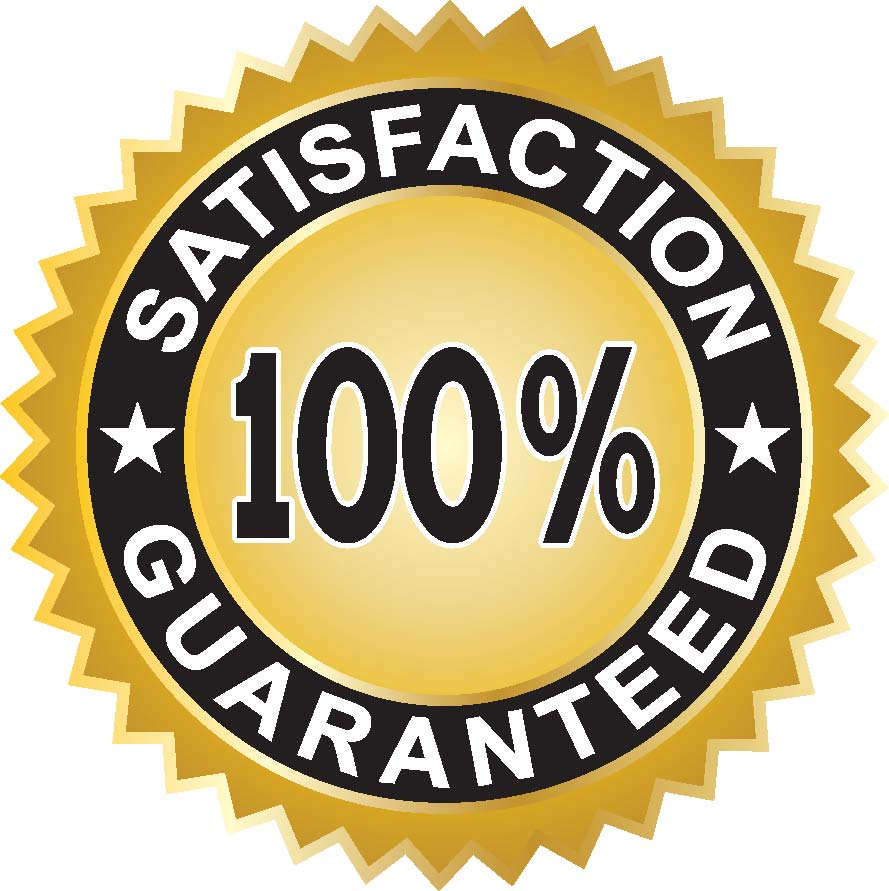 SATISFACTION
100%
GUARANTEED